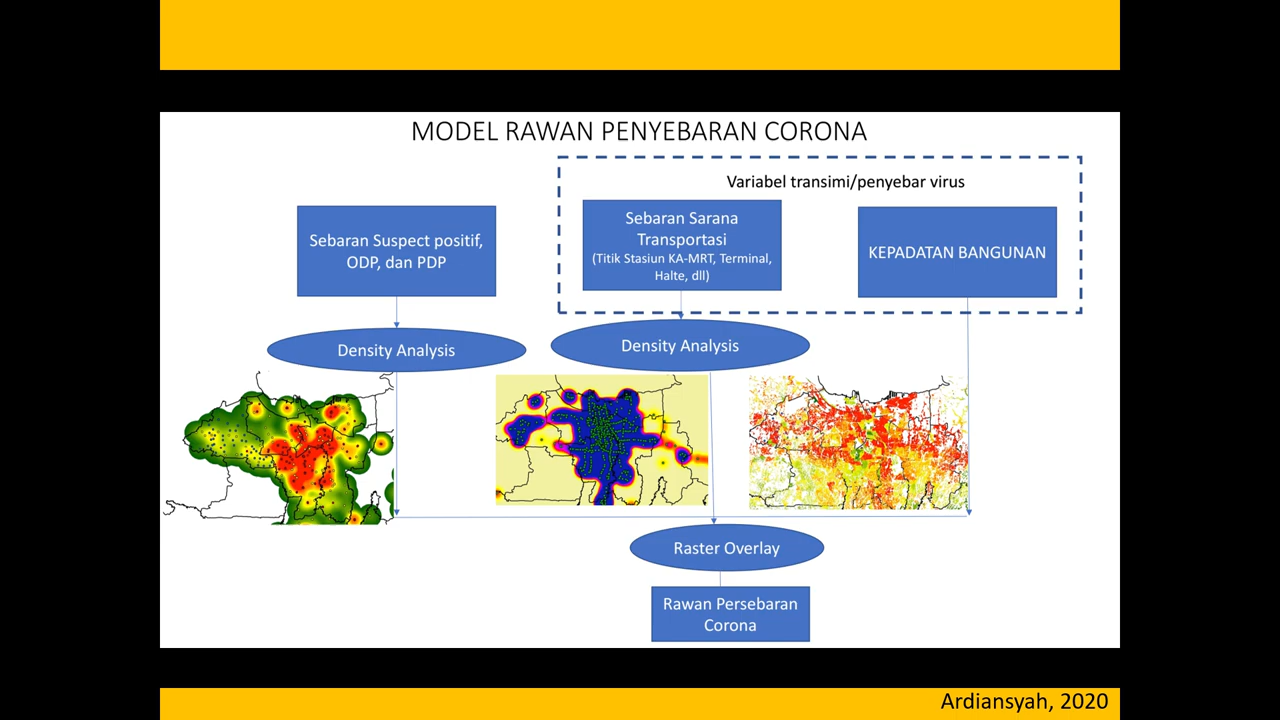 MODEL RAWAN PENYEBARAN CORONA
Variabel transimi/penyebar virus
Sebaran Suspect positif,
ODP, dan PDP
Sebaran Sarana
Transportasi
(Titik Stasiun KA-MRT, Terminal,
Halte, dll)
KEPADATAN BANGUNAN
Density Analysis
Density Analysis
Raster Overlay
Rawan Persebaran
Corona
Ardiansyah, 2020